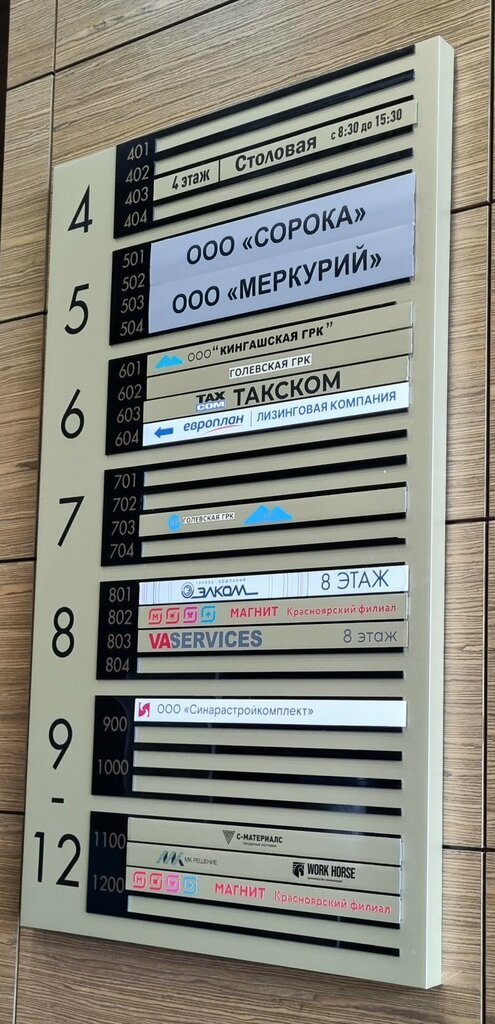 4
401
402
403
404
4 этаж | Столовая с 8:30 до 15:30
5
501
502
503
504
ООО «СОРОКА»
ООО «МЕРКУРИЙ»
6
601
602
603
604
ООО "КИНГАШСКАЯ ГРК"
ГОЛЕВСКАЯ ГРК
TAXCOM ТАКСКОМ
европлан | ЛИЗИНГОВАЯ КОМПАНИЯ
7
701
702
703
704
ГОЛЕВСКАЯ ГРК
8
801
802
803
804
ГРУППА КОМПАНИЙ
ЭЛКОМ 8 ЭТАЖ
МАГНИТ Красноярский филиал
VASERVICES 8 этаж
9
-
12
900
1000
ООО «Синарастройкомплект»
1100
1200
С-МАТЕРИАЛС
МК РЕШЕНИЕ WORK HORSE
МАГНИТ Красноярский филиал